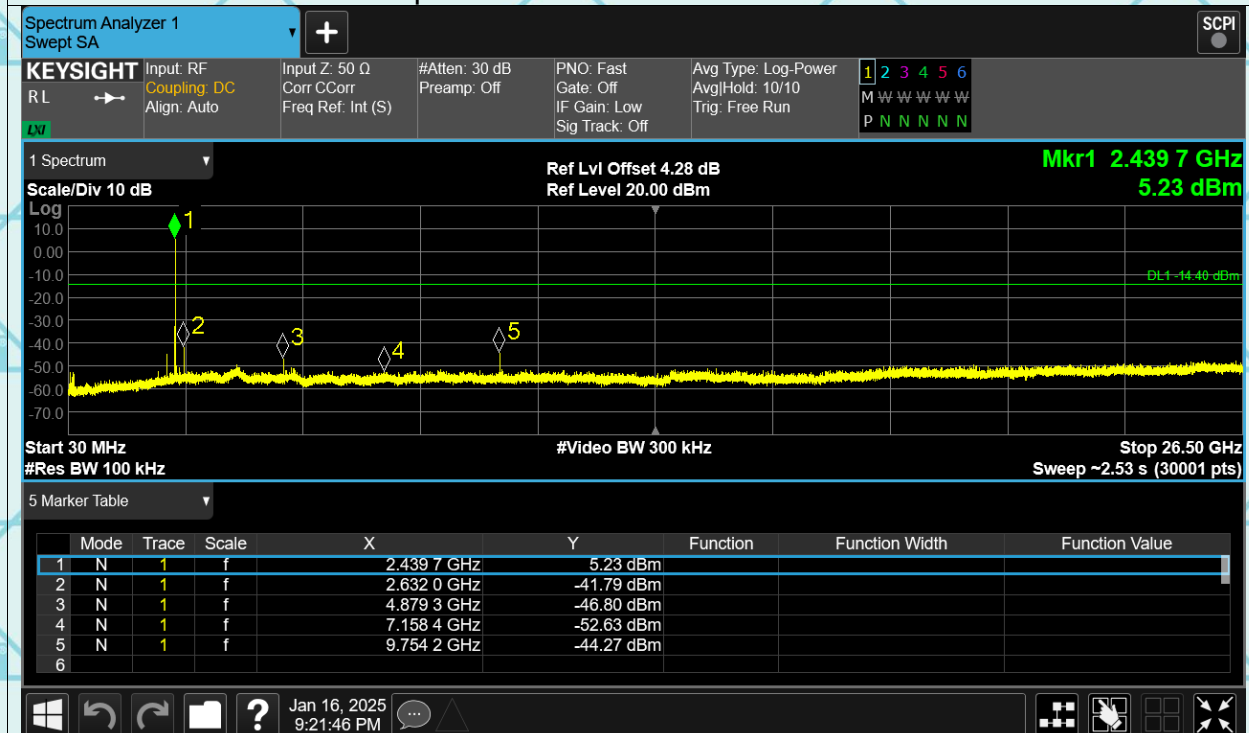 Spectrum Analyzer 1
Swept SA
+
SCPI
KEYSIGHT
RL
LXI
Input: RF
Coupling: DC
Align: Auto
Input Z: 50 Ω
Corr CCorr
Freq Ref: Int (S)
#Atten: 30 dB
Preamp: Off
PNO: Fast
Gate: Off
IF Gain: Low
Sig Track: Off
Avg Type: Log-Power
Avg|Hold: 10/10
Trig: Free Run
1 2 3 4 5 6
M W W W W W
P N N N N N N
1 Spectrum
Scale/Div 10 dB
Ref Lvl Offset 4.28 dB
Ref Level 20.00 dBm
Mkr1 2.439 7 GHz
5.23 dBm
Log
10.0
0.00
-10.0
-20.0
-30.0
-40.0
-50.0
-60.0
-70.0
1
2
3
4
5
DL1 -14.40 dBm
Start 30 MHz
#Res BW 100 kHz
#Video BW 300 kHz
Stop 26.50 GHz
Sweep ~2.53 s (30001 pts)
5 Marker Table
Mode Trace Scale X Y Function Function Width Function Value
1 N 1 f 2.439 7 GHz 5.23 dBm
2 N 1 f 2.632 0 GHz -41.79 dBm
3 N 1 f 4.879 3 GHz -46.80 dBm
4 N 1 f 7.158 4 GHz -52.63 dBm
5 N 1 f 9.754 2 GHz -44.27 dBm
6
?
Jan 16, 2025
9:21:46 PM